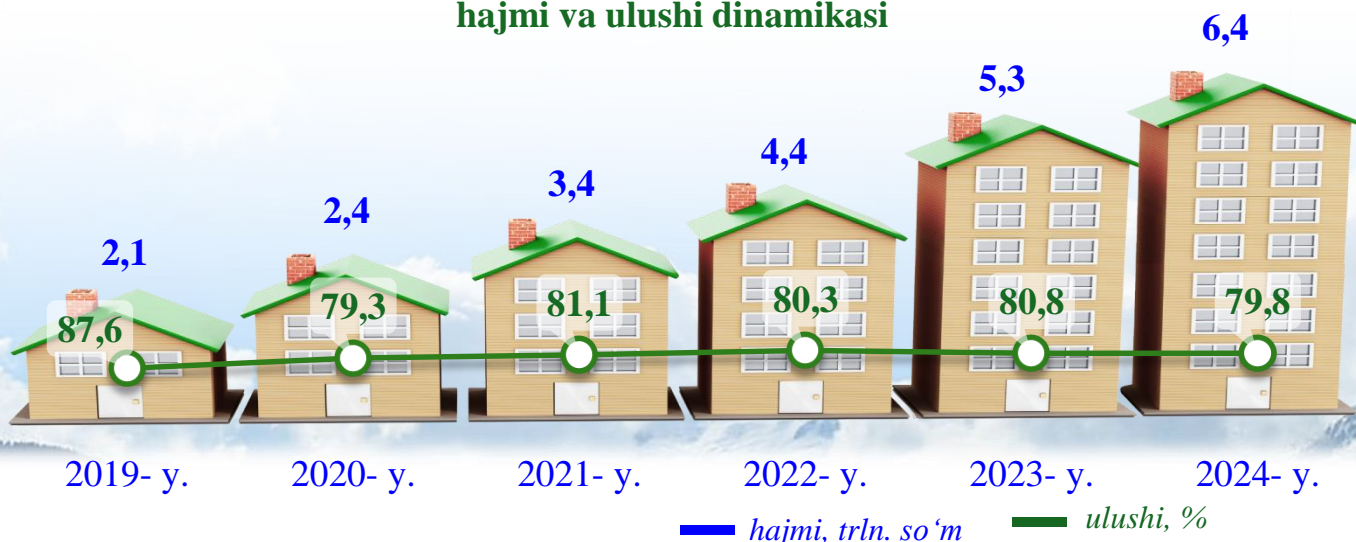 hajmi va ulushi dinamikasi
6,4
5,3
4,4
3,4
2,4
2,1
87,6
79,3
81,1
80,3
80,8
79,8
2019- y.
2020- y.
2021- y.
2022- y.
2023- y.
2024- y.
hajmi, trln. so‘m
ulushi, %